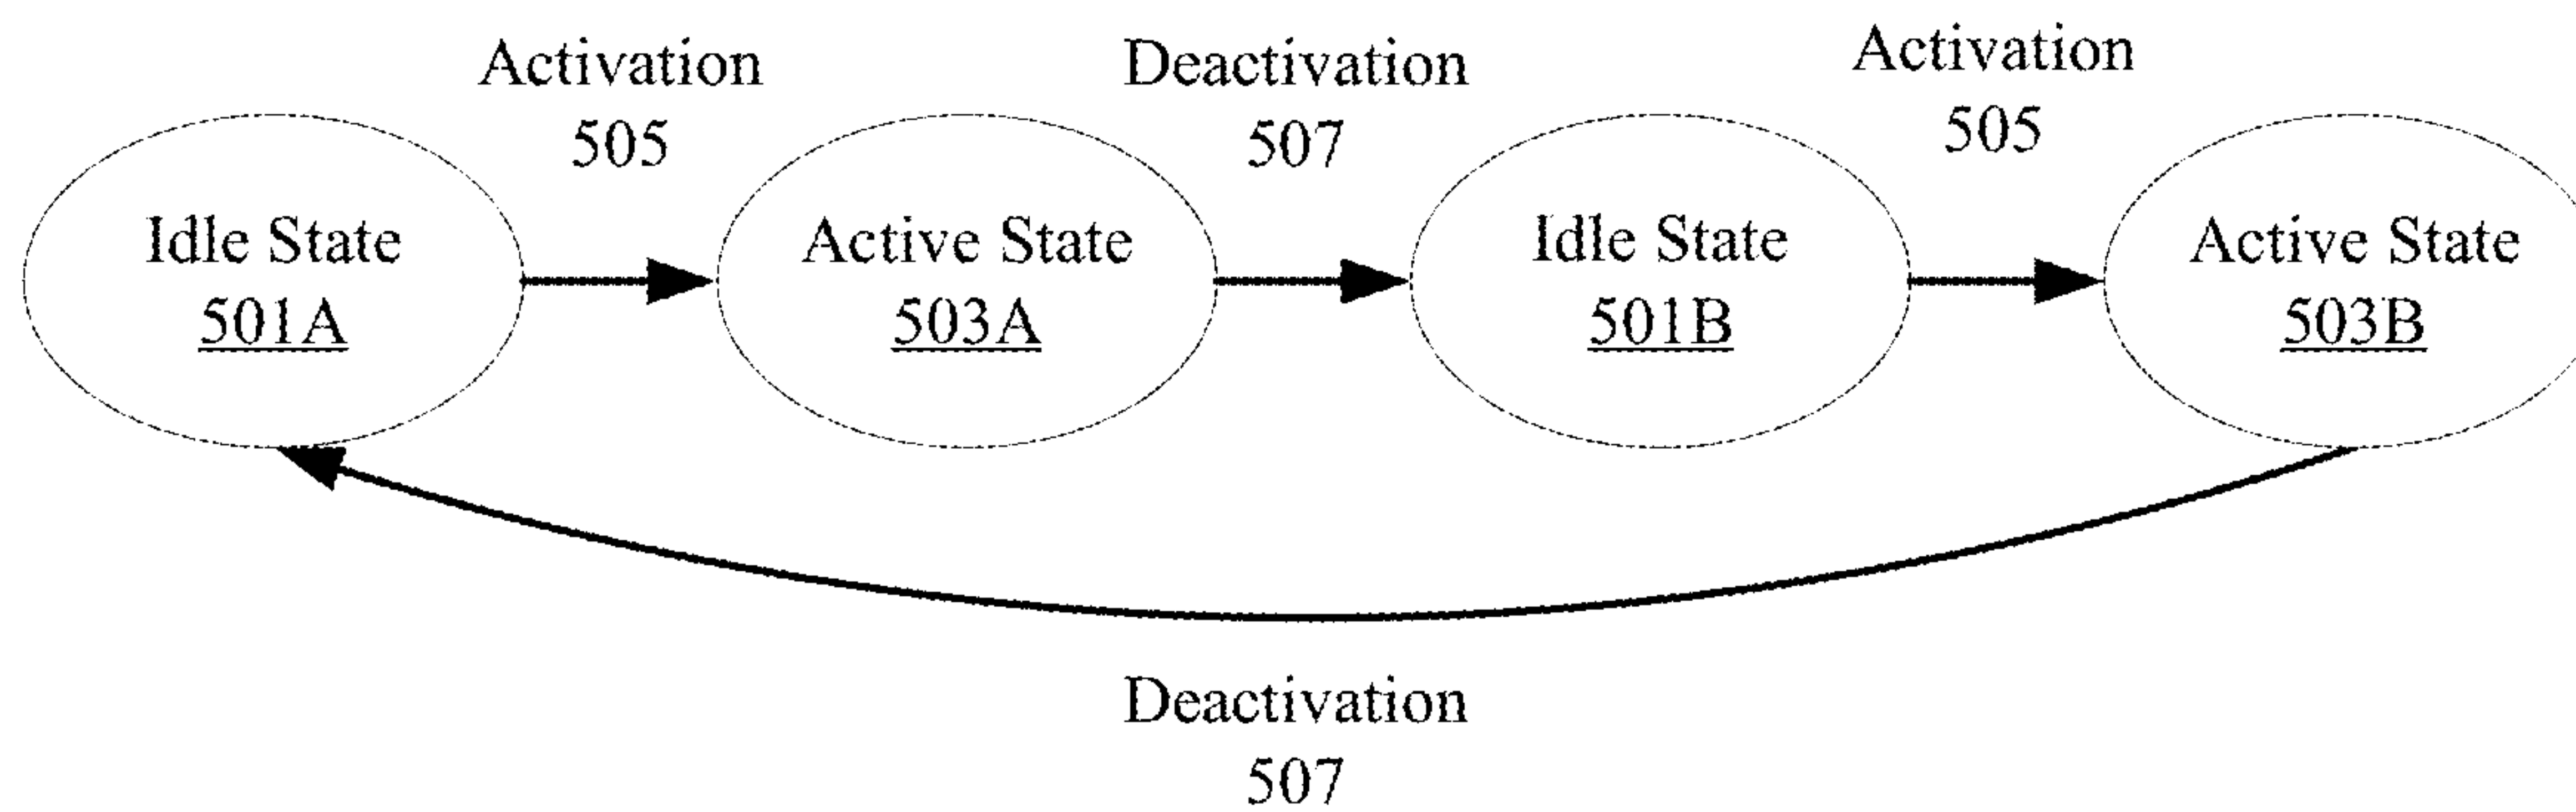 Activation
505
Deactivation
507
Activation
505
Idle State
501A
Active State
503A
Idle State
501B
Active State
503B
Deactivation
507